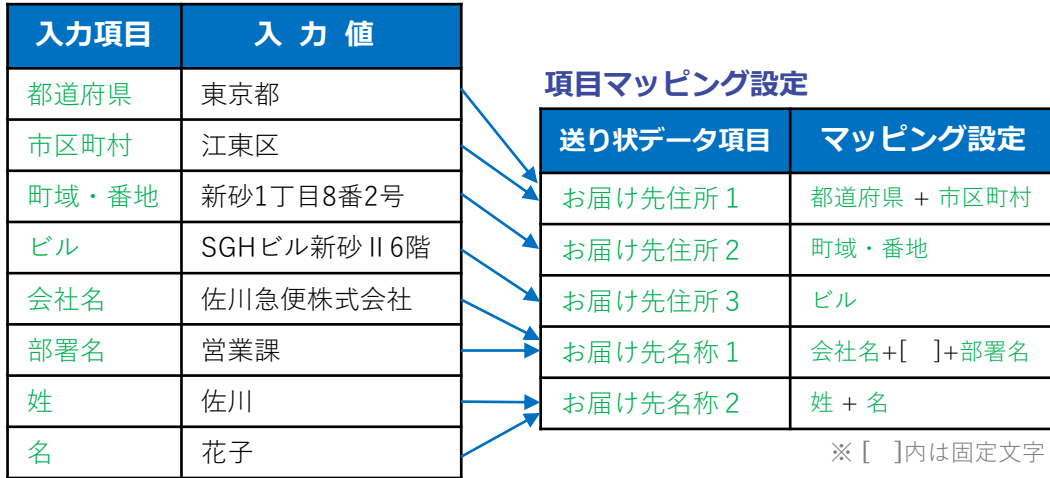 入力項目 入 力 値
都道府県 東京都
市区町村 江東区
町域・番地 新砂1丁目8番2号
ビル SGHビル新砂Ⅱ6階
会社名 佐川急便株式会社
部署名 営業課
姓 佐川
名 花子
項目マッピング設定
送り状データ項目 マッピング設定
お届け先住所１ 都道府県 + 市区町村
お届け先住所２ 町域・番地
お届け先住所３ ビル
お届け先名称１ 会社名+[　]+部署名
お届け先名称２ 姓 + 名
※ [　]内は固定文字